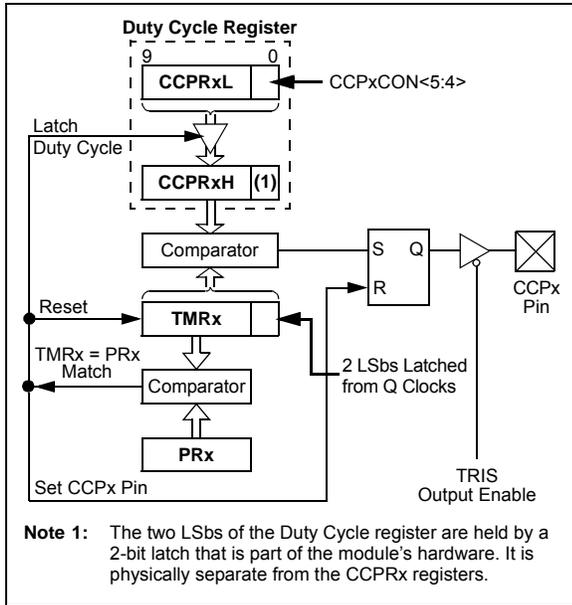 Duty Cycle Register
9 0
CCPRxL
CCPxCON<5:4>
Latch
Duty Cycle
CCPRxH (1)
Comparator
S Q
R
CCPx
Pin
Reset
TMRx
TMRx = PRx
Match
2 LSbs Latched
from Q Clocks
Comparator
PRx
Set CCPx Pin
TRIS
Output Enable
Note 1: The two LSbs of the Duty Cycle register are held by a
2-bit latch that is part of the module's hardware. It is
physically separate from the CCPRx registers.